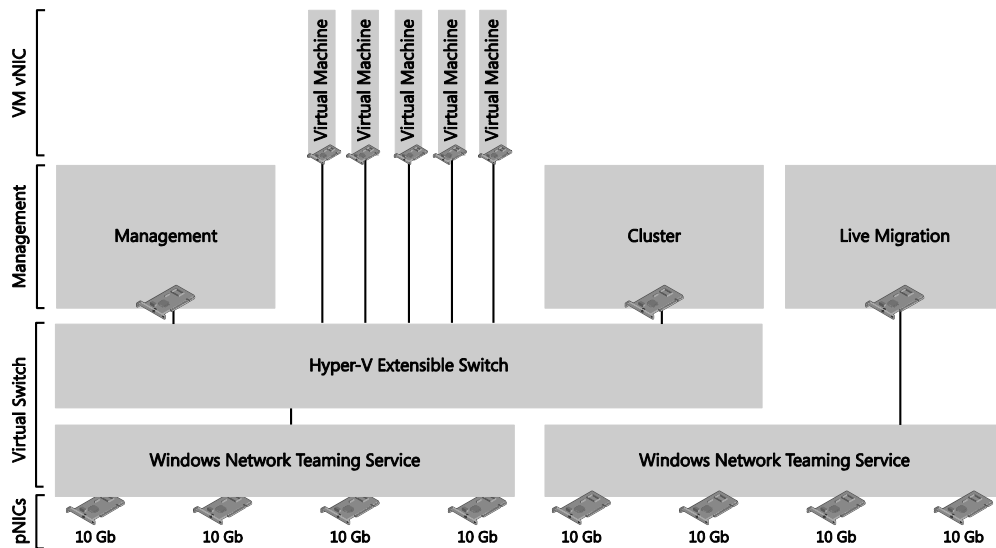 VM vNIC
Virtual Machine
Virtual Machine
Virtual Machine
Virtual Machine
Virtual Machine
Management
Management
Cluster
Live Migration
Virtual Switch
Hyper-V Extensible Switch
Windows Network Teaming Service
Windows Network Teaming Service
pNICs
10 Gb
10 Gb
10 Gb
10 Gb
10 Gb
10 Gb
10 Gb
10 Gb